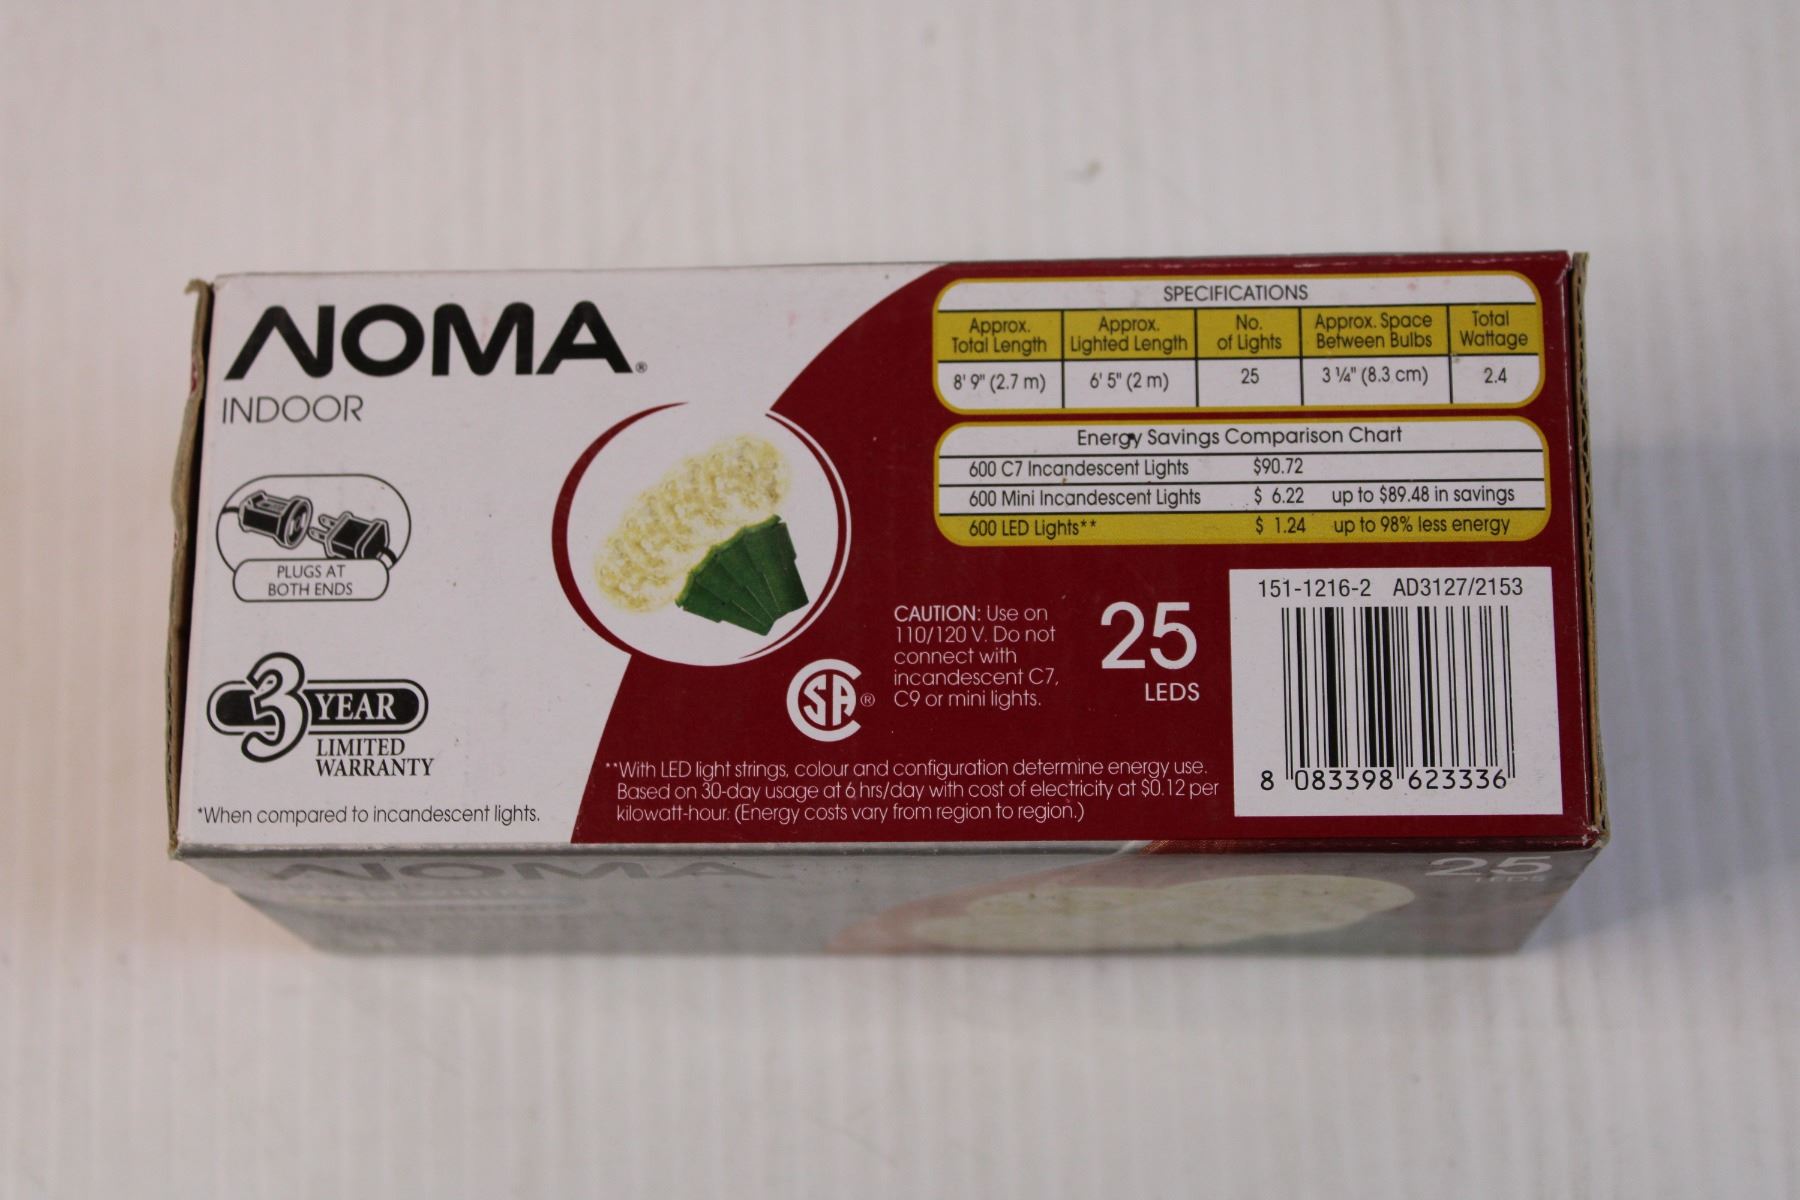 NOMA®
INDOOR
PLUGS AT
BOTH ENDS
3 YEAR
LIMITED
WARRANTY
*When compared to incandescent lights.
SPECIFICATIONS
Approx. Total Length Approx. Lighted Length No. of Lights Approx. Space Between Bulbs Total Wattage
8' 9" (2.7 m) 6' 5" (2 m) 25 3 ¼" (8.3 cm) 2.4
Energy Savings Comparison Chart
600 C7 Incandescent Lights $90.72
600 Mini Incandescent Lights $ 6.22 up to $89.48 in savings
600 LED Lights** $ 1.24 up to 98% less energy
CAUTION: Use on
110/120 V. Do not
connect with
incandescent C7,
C9 or mini lights.
SA®
25
LEDS
151-1216-2 AD3127/2153
8 083398 623336
**With LED light strings, colour and configuration determine energy use.
Based on 30-day usage at 6 hrs/day with cost of electricity at $0.12 per
kilowatt-hour. (Energy costs vary from region to region.)
NOMA
25
LEDS